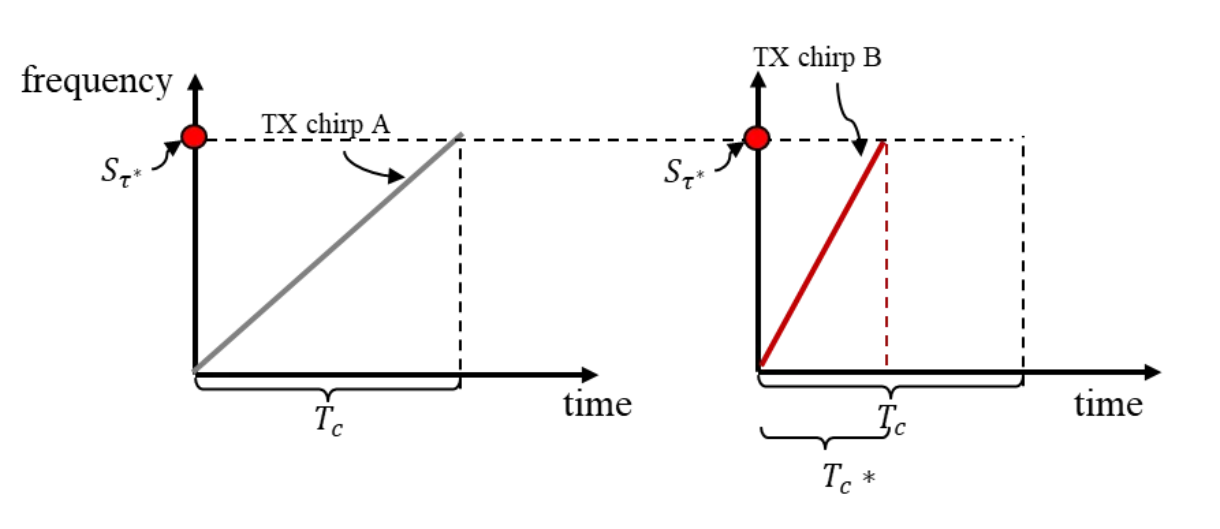 frequency
TX chirp A
S_{τ*}
T_c
time
TX chirp B
S_{τ*}
T_c
time
T_c *